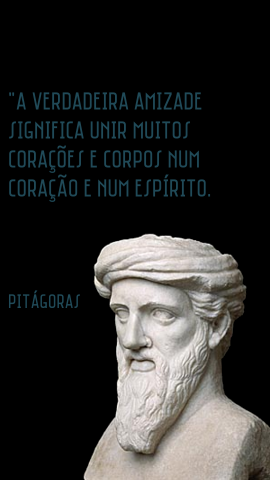 "A VERDADEIRA AMIZADE
SIGNIFICA UNIR MUITOS
CORAÇÕES E CORPOS NUM
CORAÇÃO E NUM ESPÍRITO.
PITÁGORAS